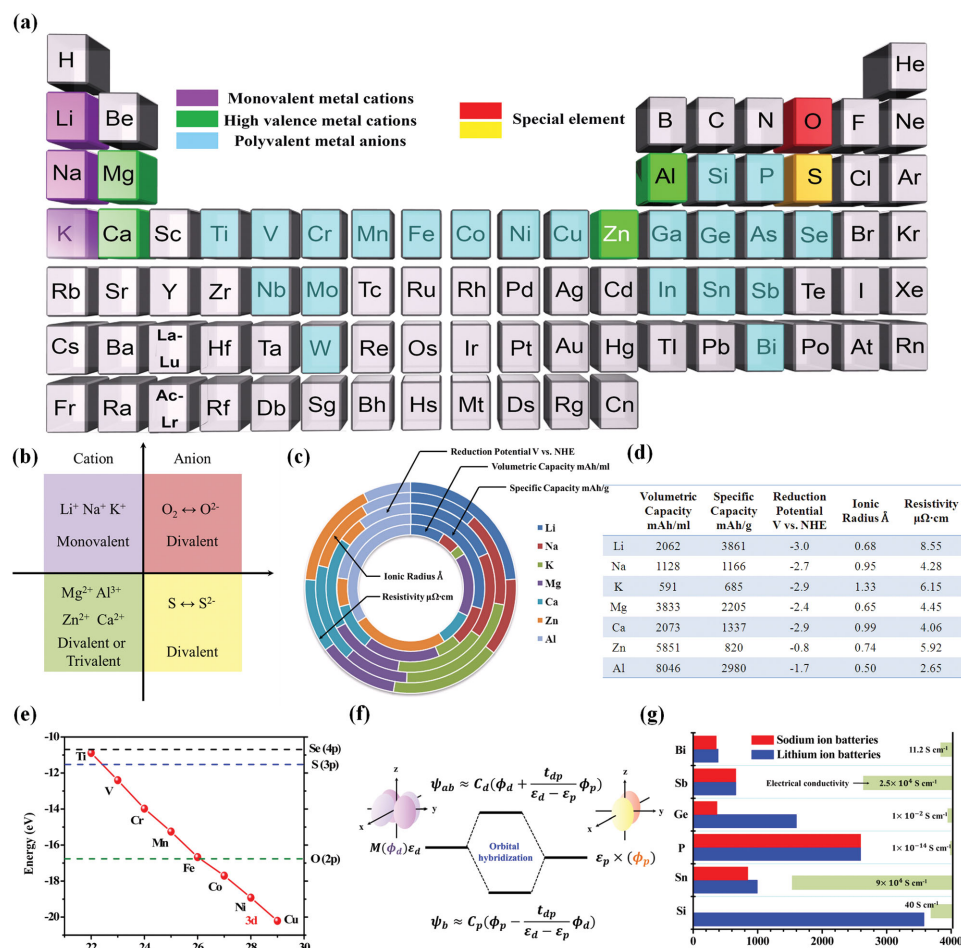 (a)
H He
Monovalent metal cations
High valence metal cations
Polyvalent metal anions
Special element
Li Be B C N O F Ne
Na Mg Al Si P S Cl Ar
K Ca Sc Ti V Cr Mn Fe Co Ni Cu Zn Ga Ge As Se Br Kr
Rb Sr Y Zr Nb Mo Tc Ru Rh Pd Ag Cd In Sn Sb Te I Xe
Cs Ba La-Lu Hf Ta W Re Os Ir Pt Au Hg Tl Pb Bi Po At Rn
Fr Ra Ac-Lr Rf Db Sg Bh Hs Mt Ds Rg Cn
(b)
Cation Anion
Li⁺ Na⁺ K⁺
Monovalent
O₂ ↔ O²⁻
Divalent
Mg²⁺ Al³⁺
Zn²⁺ Ca²⁺
Divalent or
Trivalent
S ↔ S²⁻
Divalent
(c)
Reduction Potential V vs. NHE
Volumetric Capacity mAh/ml
Specific Capacity mAh/g
Ionic Radius Å
Resistivity μΩ·cm
Li
Na
K
Mg
Ca
Zn
Al
(d)
Volumetric Capacity mAh/ml Specific Capacity mAh/g Reduction Potential V vs. NHE Ionic Radius Å Resistivity μΩ·cm
Li 2062 3861 -3.0 0.68 8.55
Na 1128 1166 -2.7 0.95 4.28
K 591 685 -2.9 1.33 6.15
Mg 3833 2205 -2.4 0.65 4.45
Ca 2073 1337 -2.9 0.99 4.06
Zn 5851 820 -0.8 0.74 5.92
Al 8046 2980 -1.7 0.50 2.65
(e)
Energy (eV)
-10
-12
-14
-16
-18
-20
Se (4p)
S (3p)
O (2p)
Ti
V
Cr
Mn
Fe
Co
Ni
3d
Cu
22 24 26 28 30
(f)
ψ_ab ≈ C_d(ϕ_d + t_dp/(ε_d − ε_p) ϕ_p)
z
y
x
M(ϕ_d)ε_d
Orbital
hybridization
z
y
x
ε_p × (ϕ_p)
ψ_b ≈ C_p(ϕ_p − t_dp/(ε_d − ε_p) ϕ_d)
(g)
Sodium ion batteries
Lithium ion batteries
Bi 11.2 S cm⁻¹
Sb Electrical conductivity 2.5× 10⁴ S cm⁻¹
Ge 1× 10⁻² S cm⁻¹
P 1× 10⁻¹⁴ S cm⁻¹
Sn 9× 10⁴ S cm⁻¹
Si 40 S cm⁻¹
0 1000 2000 3000 4000